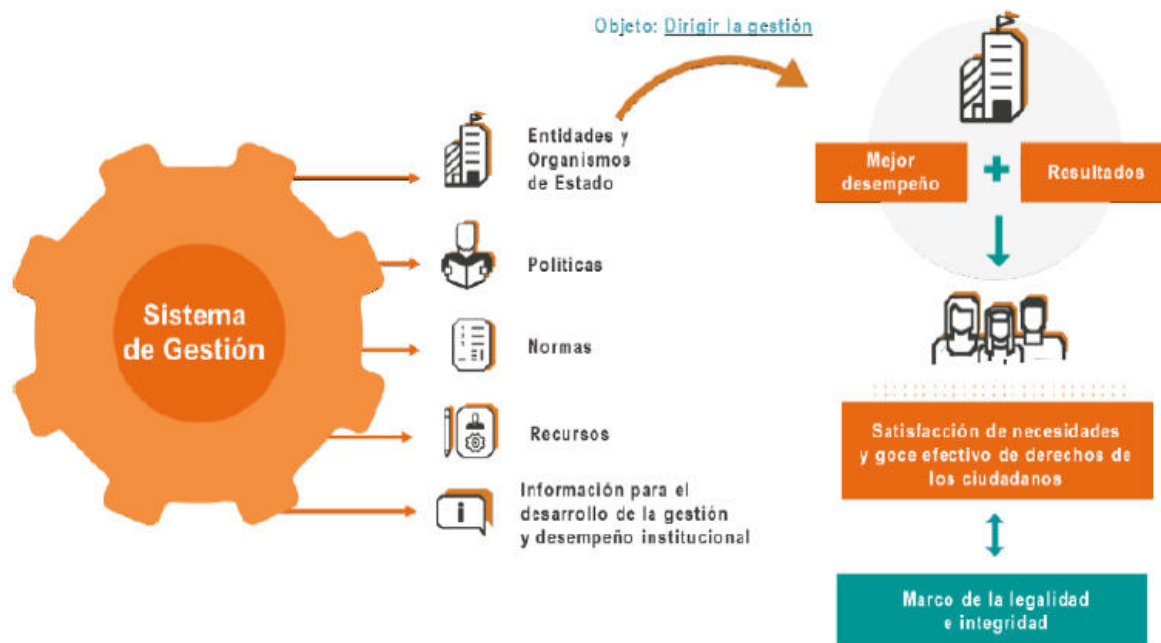 Objeto: Dirigir la gestión
Sistema
de Gestión
Entidades y
Organismos
de Estado
Políticas
Normas
Recursos
Información para el
desarrollo de la gestión
y desempeño institucional
Mejor
desempeño
+
Resultados
Satisfacción de necesidades
y goce efectivo de derechos de
los ciudadanos
Marco de la legalidad
e integridad